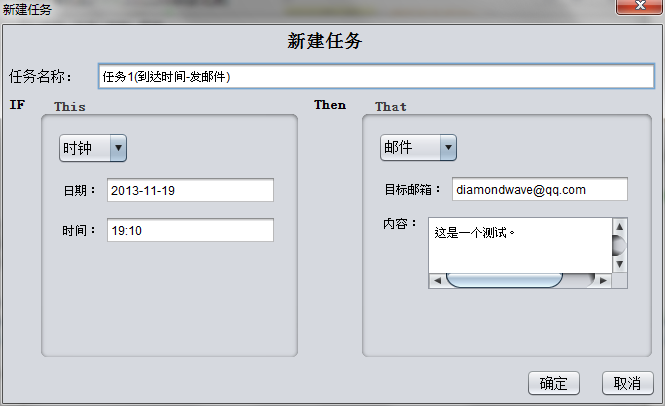 新建任务
新建任务
任务名称： 任务1(到达时间-发邮件)
IF This Then That
时钟 邮件
日期： 2013-11-19 目标邮箱： diamondwave@qq.com
时间： 19:10 内容： 这是一个测试。
确定 取消